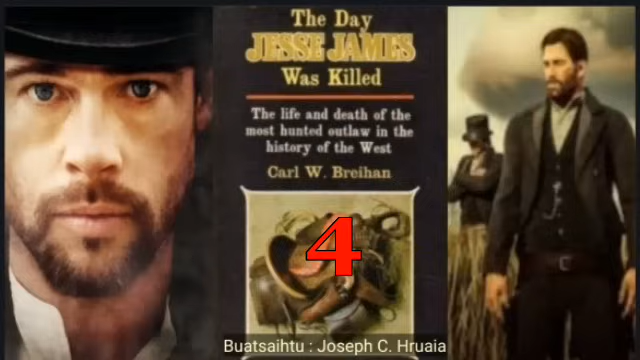 The Day
JESSE JAMES
Was Killed
The life and death of the
most hunted outlaw in the
history of the West
Carl W. Breihan
4
Buatsaihtu : Joseph C. Hruaia